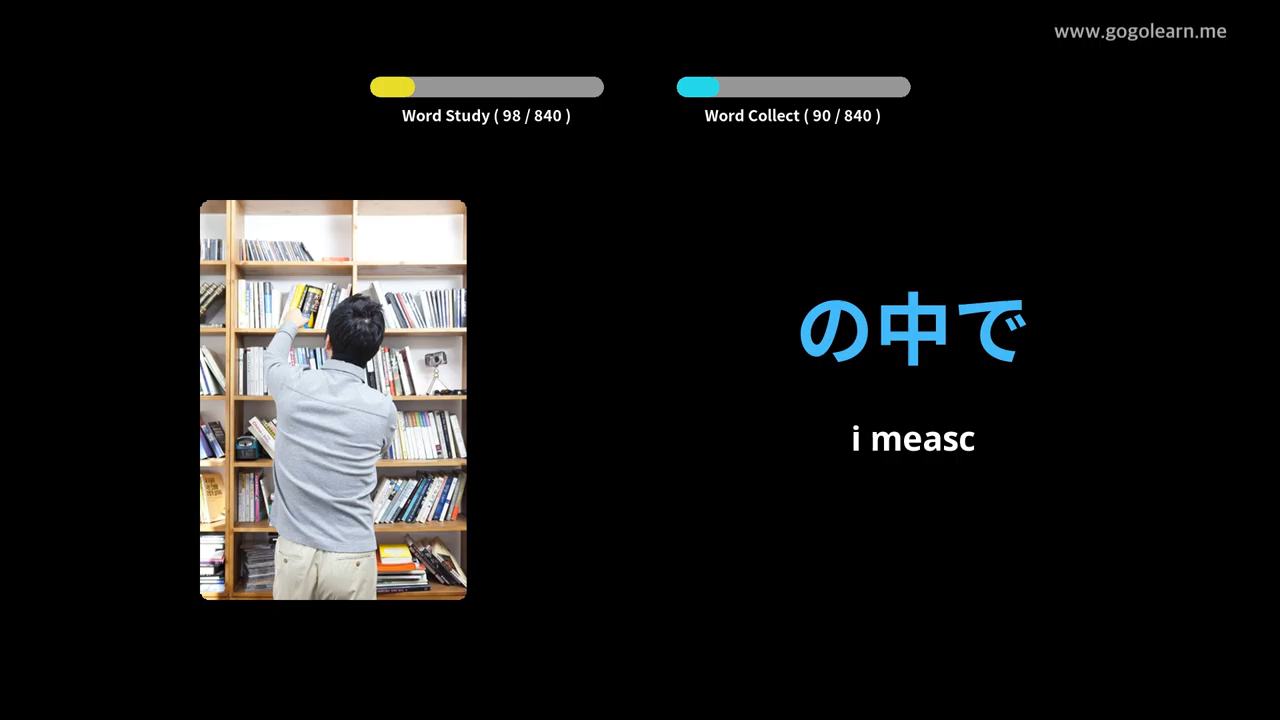 www.gogolearn.me
Word Study ( 98 / 840 )
Word Collect ( 90 / 840 )
の中で
i measc